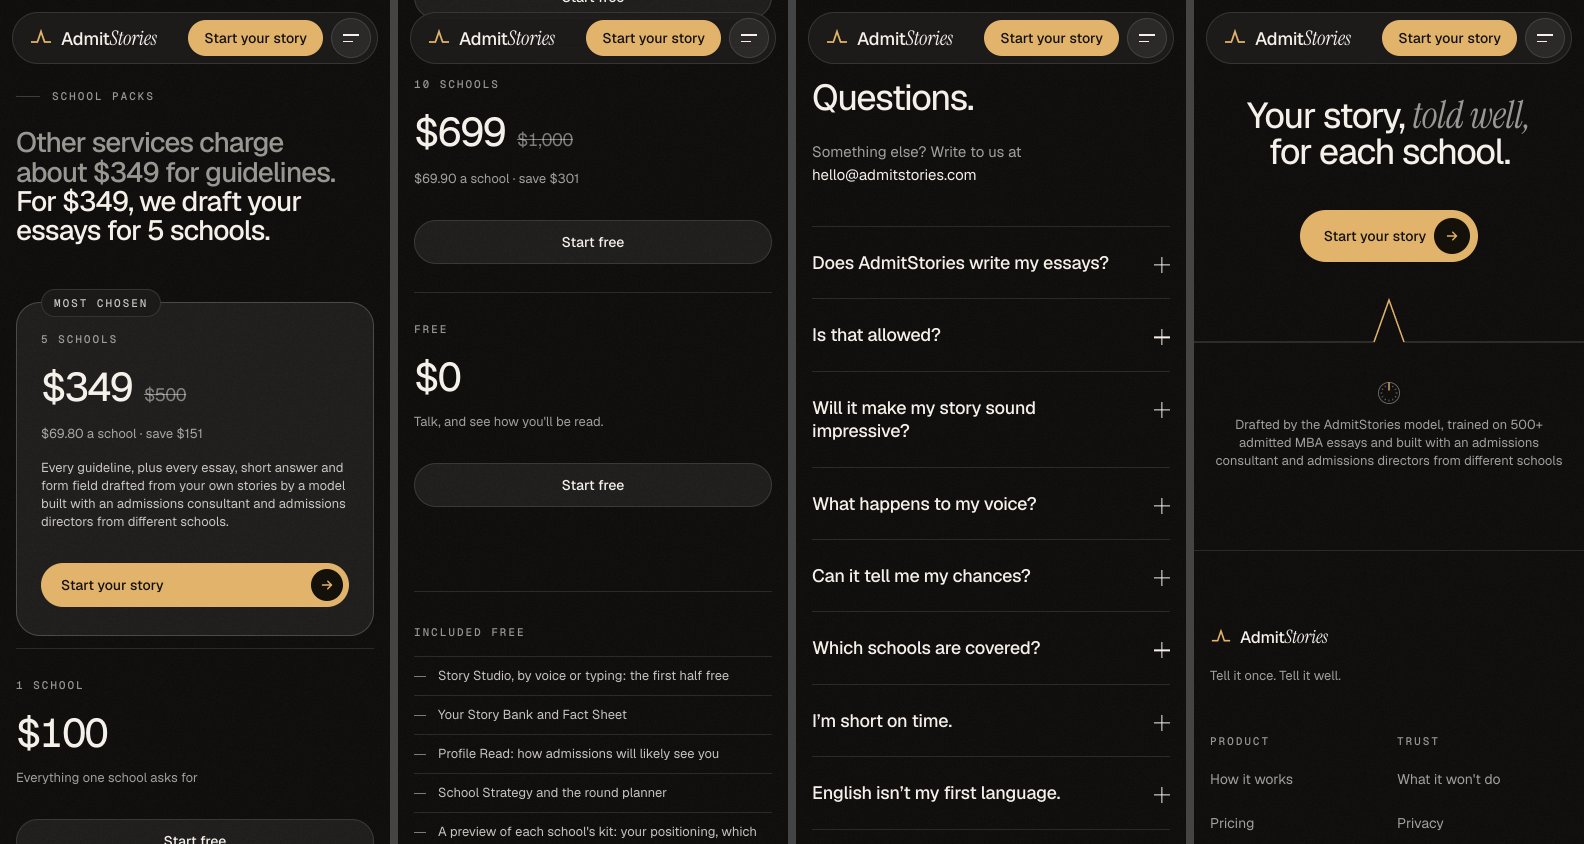 AdmitStories
Start your story
SCHOOL PACKS
Other services charge
about $349 for guidelines.
For $349, we draft your
essays for 5 schools.
MOST CHOSEN
5 SCHOOLS
$349 $500
$69.80 a school · save $151
Every guideline, plus every essay, short answer and
form field drafted from your own stories by a model
built with an admissions consultant and admissions
directors from different schools.
Start your story
1 SCHOOL
$100
Everything one school asks for
Start free
Start free
AdmitStories
Start your story
10 SCHOOLS
$699 $1,000
$69.90 a school · save $301
Start free
FREE
$0
Talk, and see how you'll be read.
Start free
INCLUDED FREE
— Story Studio, by voice or typing: the first half free
— Your Story Bank and Fact Sheet
— Profile Read: how admissions will likely see you
— School Strategy and the round planner
— A preview of each school's kit: your positioning, which
AdmitStories
Start your story
Questions.
Something else? Write to us at
hello@admitstories.com
Does AdmitStories write my essays?
Is that allowed?
Will it make my story sound
impressive?
What happens to my voice?
Can it tell me my chances?
Which schools are covered?
I’m short on time.
English isn’t my first language.
AdmitStories
Start your story
Your story, told well,
for each school.
Start your story
Drafted by the AdmitStories model, trained on 500+
admitted MBA essays and built with an admissions
consultant and admissions directors from different schools
AdmitStories
Tell it once. Tell it well.
PRODUCT
How it works
Pricing
TRUST
What it won't do
Privacy